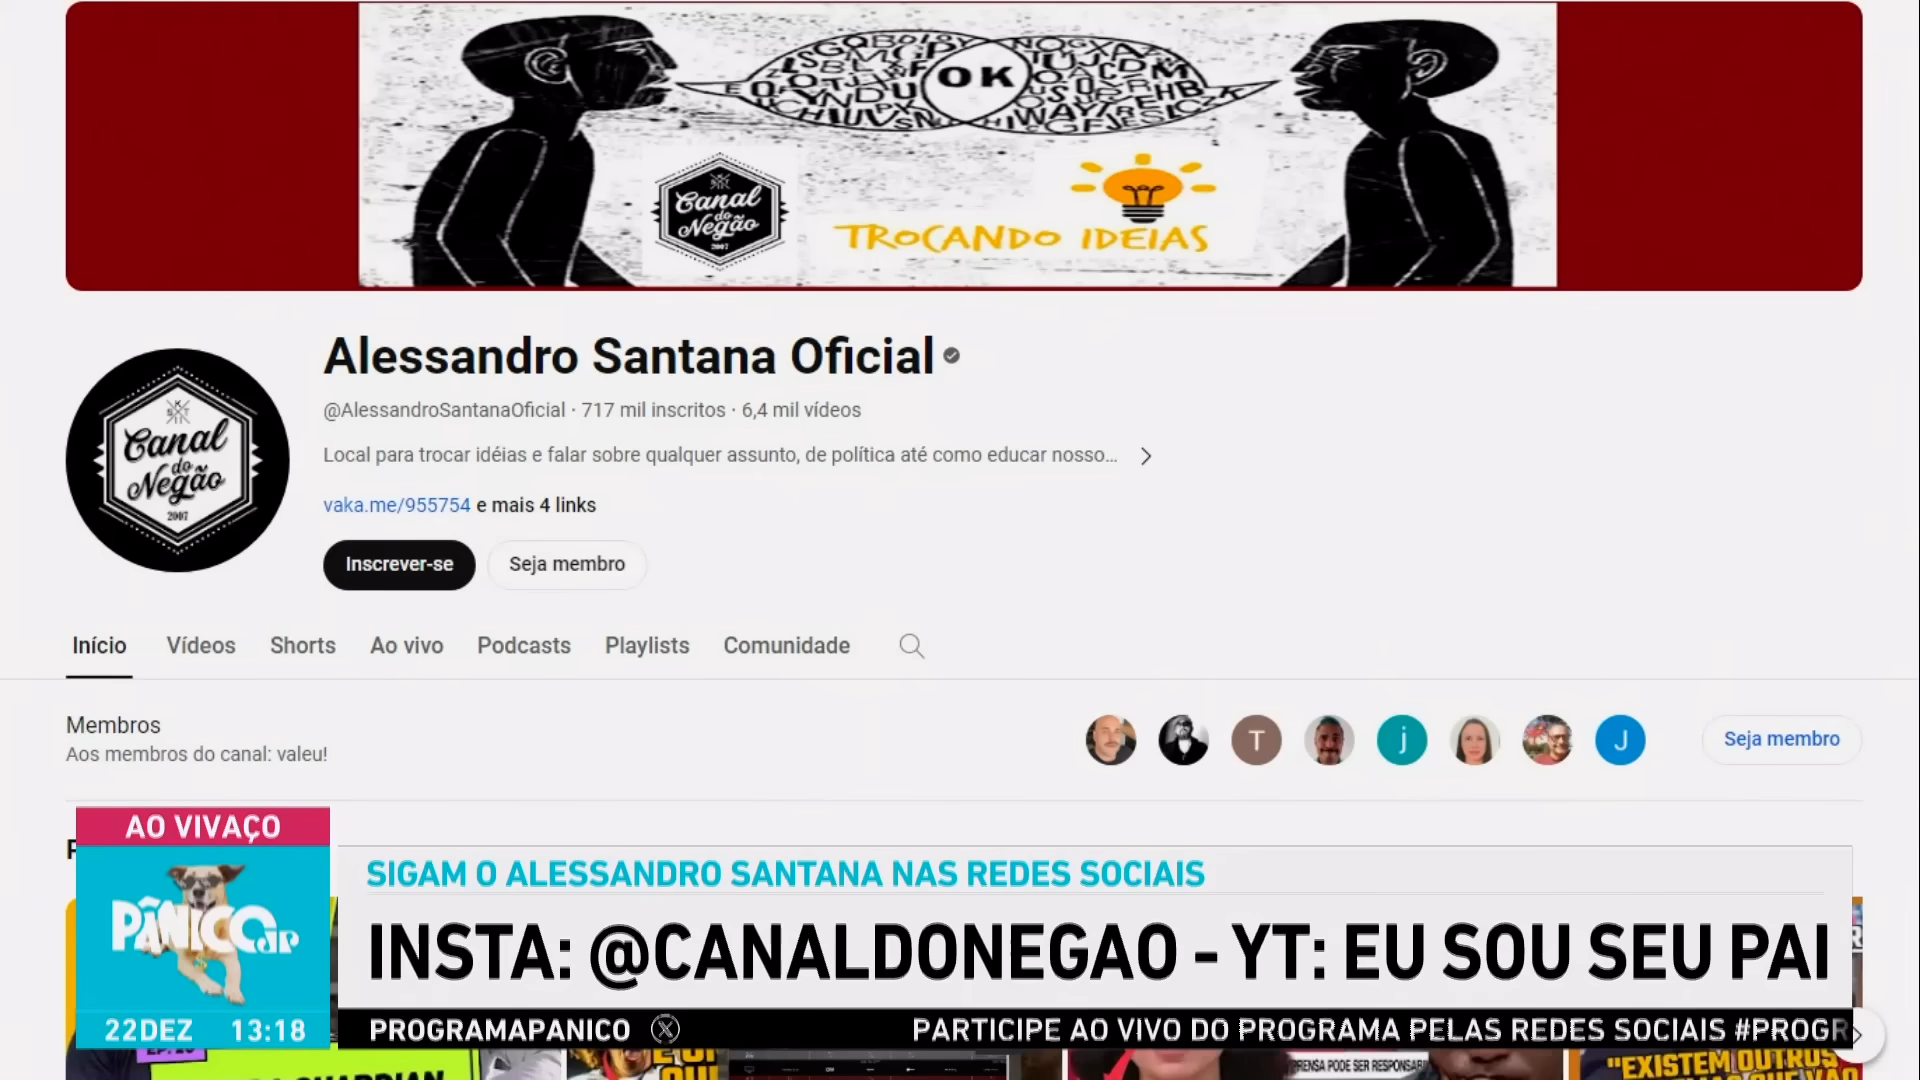 OK
Canal
do
Negão
2007
TROCANDO IDEIAS
Alessandro Santana Oficial
@AlessandroSantanaOficial · 717 mil inscritos · 6,4 mil vídeos
Local para trocar idéias e falar sobre qualquer assunto, de política até como educar nosso...
vaka.me/955754 e mais 4 links
Canal
do
Negão
2007
Inscrever-se
Seja membro
Início
Vídeos
Shorts
Ao vivo
Podcasts
Playlists
Comunidade
Membros
Aos membros do canal: valeu!
T
j
J
Seja membro
AO VIVAÇO
PÂNICO JP
22DEZ 13:18
SIGAM O ALESSANDRO SANTANA NAS REDES SOCIAIS
INSTA: @CANALDONEGAO - YT: EU SOU SEU PAI
PROGRAMAPANICO
PARTICIPE AO VIVO DO PROGRAMA PELAS REDES SOCIAIS #PROGR
"EXISTEM OUTROS